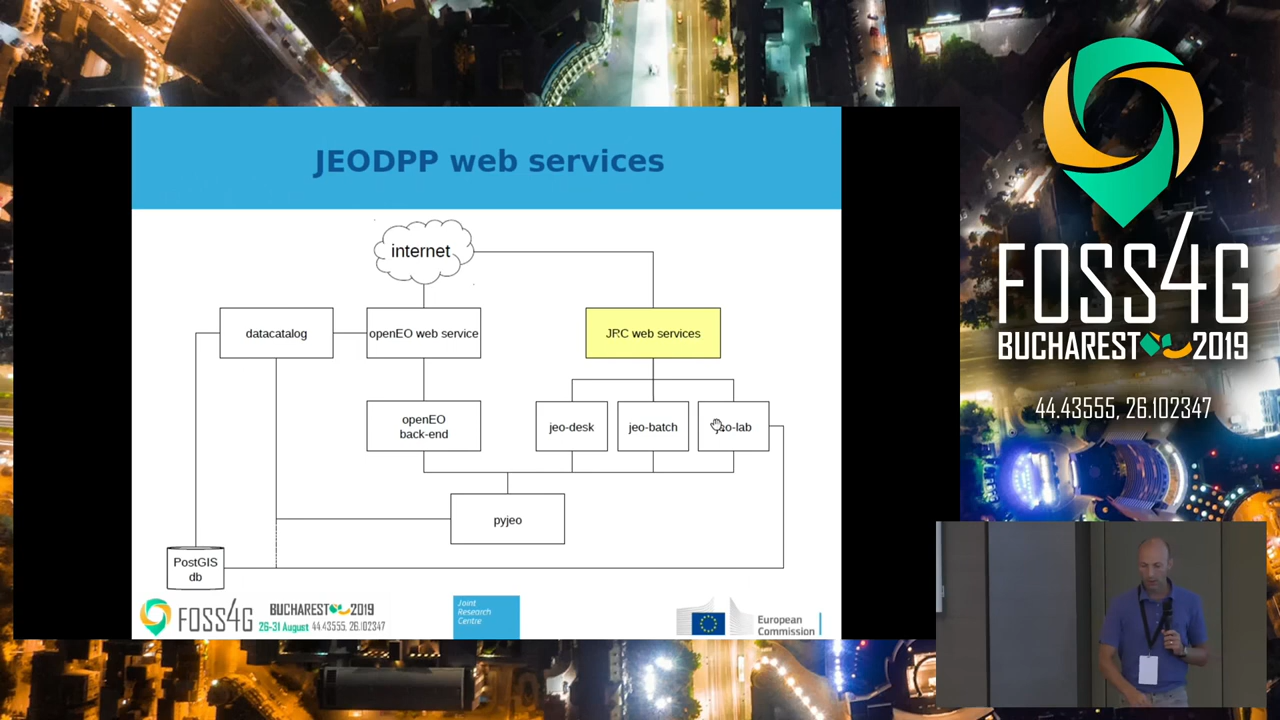 JEODPP web services
internet
datacatalog
openEO web service
JRC web services
openEO
back-end
jeo-desk
jeo-batch
jeo-lab
pyjeo
PostGIS
db
FOSS4G
BUCHAREST 2019
26-31 August 44.43555, 26.102347
Joint
Research
Centre
European
Commission
FOSS4G
BUCHAREST 2019
44.43555, 26.102347